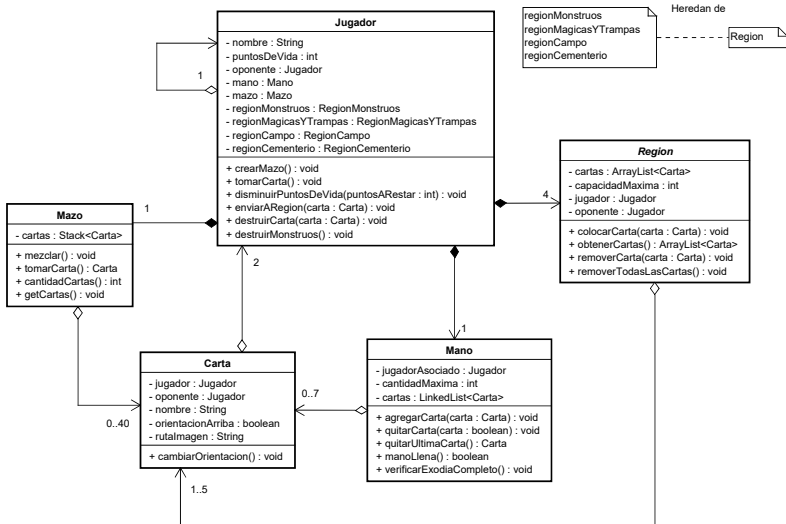 Jugador
- nombre : String
- puntosDeVida : int
- oponente : Jugador
- mano : Mano
- mazo : Mazo
- regionMonstruos : RegionMonstruos
- regionMagicasYTrampas : RegionMagicasYTrampas
- regionCampo : RegionCampo
- regionCementerio : RegionCementerio
+ crearMazo() : void
+ tomarCarta() : void
+ disminuirPuntosDeVida(puntosARestar : int) : void
+ enviarARegion(carta : Carta) : void
+ destruirCarta(carta : Carta) : void
+ destruirMonstruos() : void
1
regionMonstruos
regionMagicasYTrampas
regionCampo
regionCementerio
Heredan de
Region
Region
- cartas : ArrayList<Carta>
- capacidadMaxima : int
- jugador : Jugador
- oponente : Jugador
+ colocarCarta(carta : Carta) : void
+ obtenerCartas() : ArrayList<Carta>
+ removerCarta(carta : Carta) : void
+ removerTodasLasCartas() : void
4
1
Mazo
- cartas : Stack<Carta>
+ mezclar() : void
+ tomarCarta() : Carta
+ cantidadCartas() : int
+ getCartas() : void
2
1
Carta
- jugador : Jugador
- oponente : Jugador
- nombre : String
- orientacionArriba : boolean
- rutaImagen : String
+ cambiarOrientacion() : void
0..40
0..7
1..5
Mano
- jugadorAsociado : Jugador
- cantidadMaxima : int
- cartas : LinkedList<Carta>
+ agregarCarta(carta : Carta) : void
+ quitarCarta(carta : boolean) : void
+ quitarUltimaCarta() : Carta
+ manoLlena() : boolean
+ verificarExodiaCompleto() : void